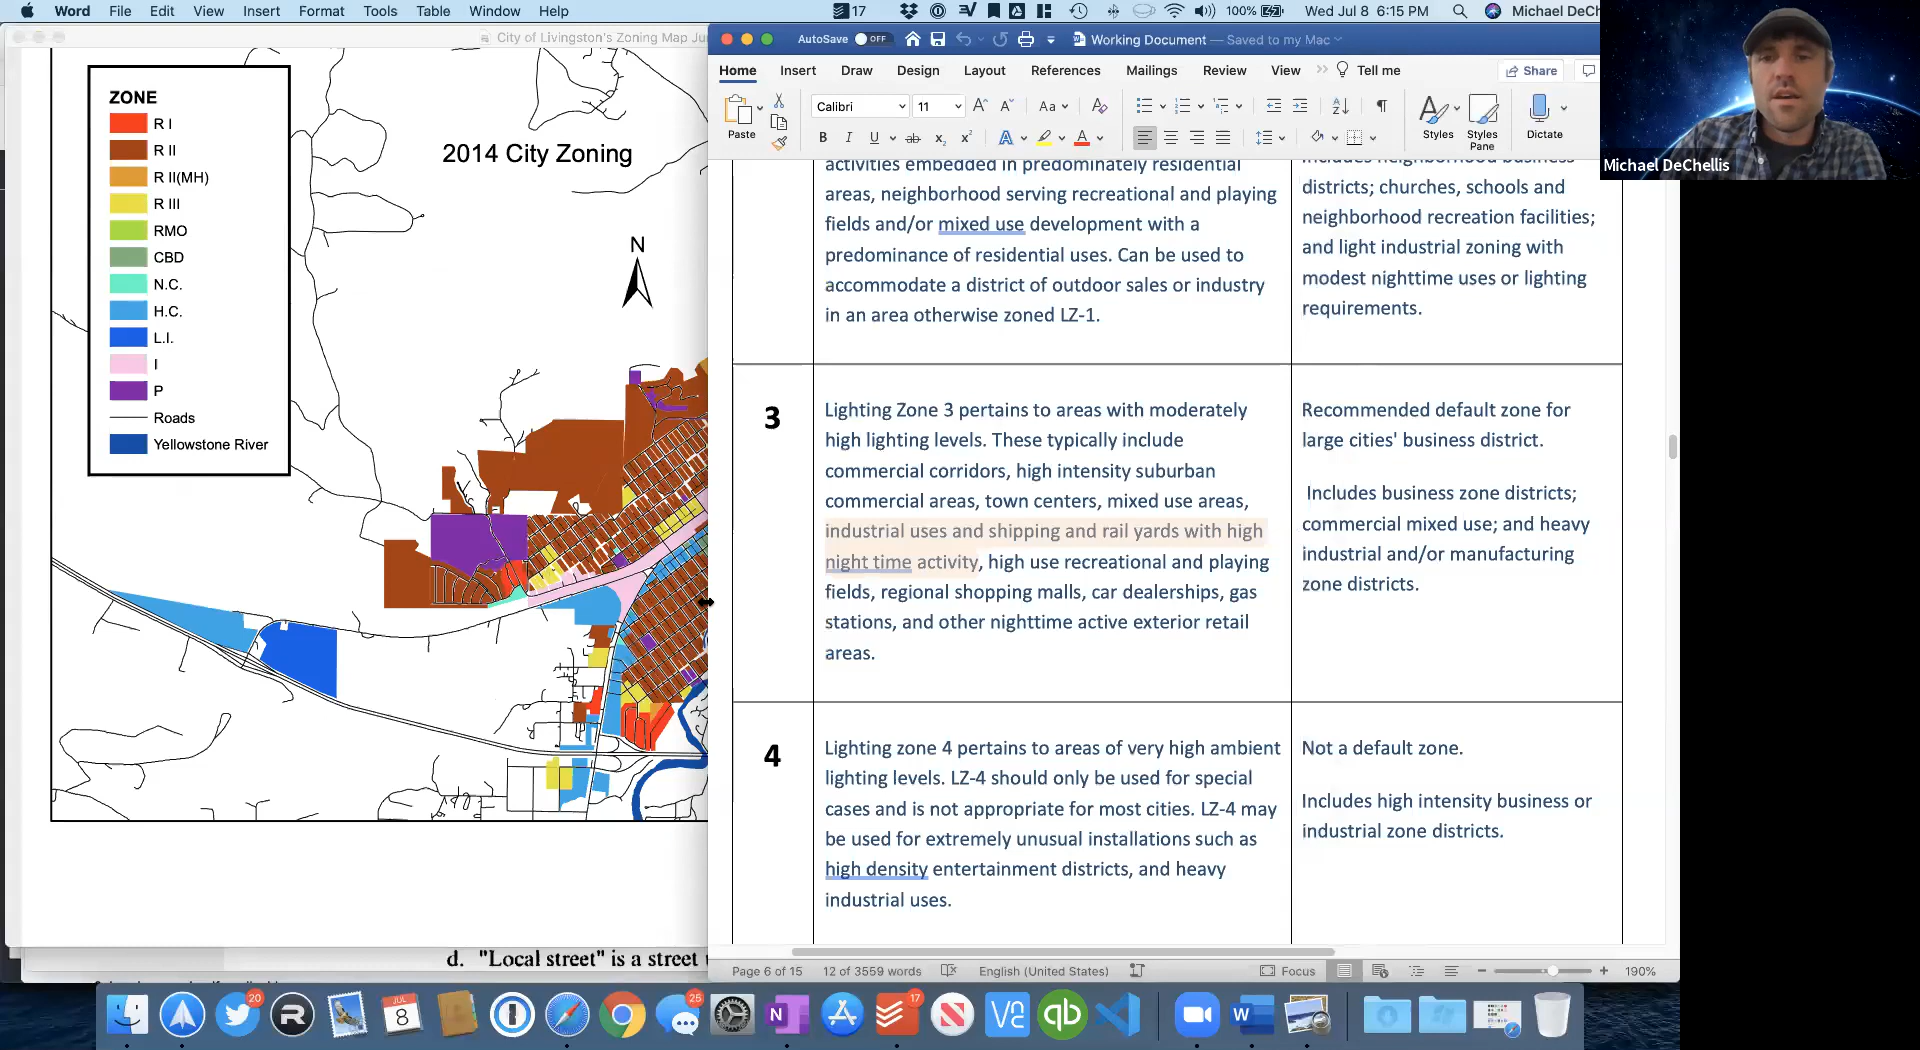 Word File Edit View Insert Format Tools Table Window Help 17 100% Wed Jul 8 6:15 PM Michael DeCh
City of Livingston's Zoning Map Ju
AutoSave OFF Working Document — Saved to my Mac
Home Insert Draw Design Layout References Mailings Review View Tell me Share
Paste Calibri 11 Aa Styles Styles Pane Dictate
Michael DeChellis
ZONE
R I
R II
R II(MH)
R III
RMO
CBD
N.C.
H.C.
L.I.
I
P
Roads
Yellowstone River
2014 City Zoning
N
activities embedded in predominately residential
areas, neighborhood serving recreational and playing
fields and/or mixed use development with a
predominance of residential uses. Can be used to
accommodate a district of outdoor sales or industry
in an area otherwise zoned LZ-1.
Includes neighborhood business
districts; churches, schools and
neighborhood recreation facilities;
and light industrial zoning with
modest nighttime uses or lighting
requirements.
3
Lighting Zone 3 pertains to areas with moderately
high lighting levels. These typically include
commercial corridors, high intensity suburban
commercial areas, town centers, mixed use areas,
industrial uses and shipping and rail yards with high
night time activity, high use recreational and playing
fields, regional shopping malls, car dealerships, gas
stations, and other nighttime active exterior retail
areas.
Recommended default zone for
large cities' business district.
Includes business zone districts;
commercial mixed use; and heavy
industrial and/or manufacturing
zone districts.
4
Lighting zone 4 pertains to areas of very high ambient
lighting levels. LZ-4 should only be used for special
cases and is not appropriate for most cities. LZ-4 may
be used for extremely unusual installations such as
high density entertainment districts, and heavy
industrial uses.
Not a default zone.
Includes high intensity business or
industrial zone districts.
d. "Local street" is a street
Page 6 of 15 12 of 3559 words English (United States) Focus 190%
20 JUL 8 25 17